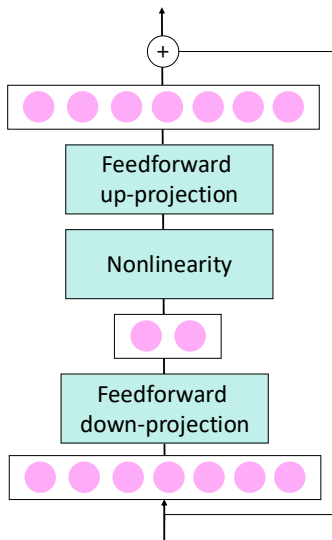 +
Feedforward
up-projection
Nonlinearity
Feedforward
down-projection